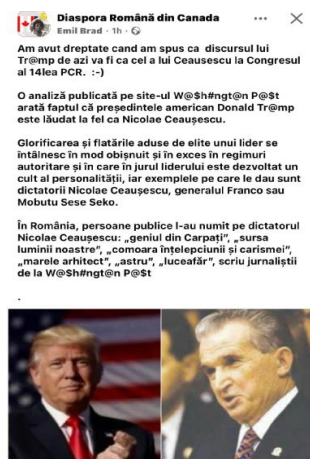 Diaspora Română din Canada
Emil Brad · 1h ·
Am avut dreptate cand am spus ca discursul lui
Tr@mp de azi va fi ca cel a lui Ceausescu la Congresul
al 14lea PCR. :-)
O analiză publicată pe site-ul W@$h#ngt@n P@$t
arată faptul că președintele american Donald Tr@mp
este lăudat la fel ca Nicolae Ceaușescu.
Glorificarea și flatările aduse de elite unui lider se
întâlnesc în mod obișnuit și în exces în regimuri
autoritare și în care în jurul liderului este dezvoltat un
cult al personalității, iar exemplele pe care le dau sunt
dictatorii Nicolae Ceaușescu, generalul Franco sau
Mobutu Sese Seko.
În România, persoane publice l-au numit pe dictatorul
Nicolae Ceaușescu: „geniul din Carpați”, „sursa
luminii noastre”, „comoara înțelepciunii și carismei”,
„marele arhitect”, „astru”, „luceafăr”, scriu jurnaliștii
de la W@$h#ngt@n P@$t
.